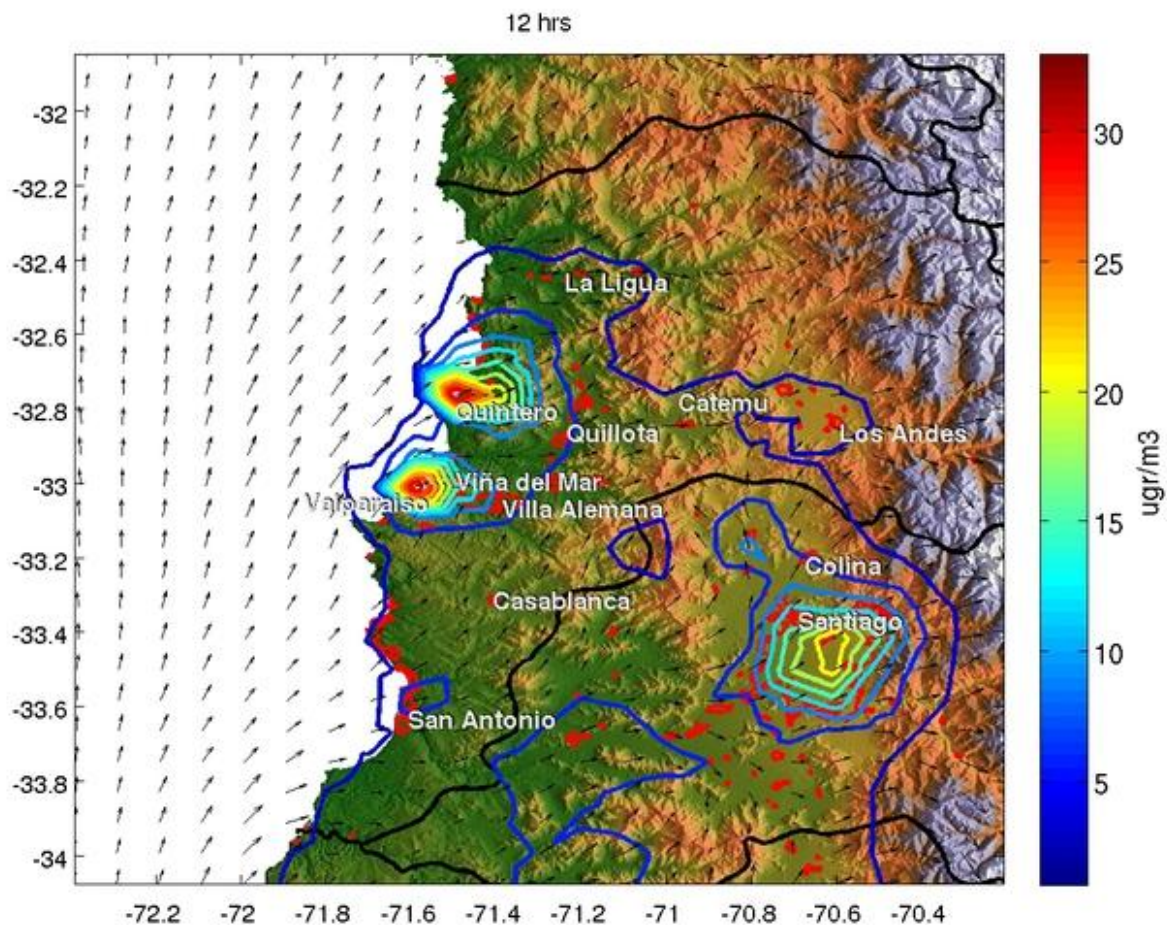 12 hrs
-32
-32.2
-32.4
-32.6
-32.8
-33
-33.2
-33.4
-33.6
-33.8
-34
La Ligua
Quintero
Catemu
Quillota
Los Andes
Viña del Mar
Valparaiso
Villa Alemana
Colina
Casablanca
Santiago
San Antonio
-72.2
-72
-71.8
-71.6
-71.4
-71.2
-71
-70.8
-70.6
-70.4
30
25
20
15
10
5
ugr/m3